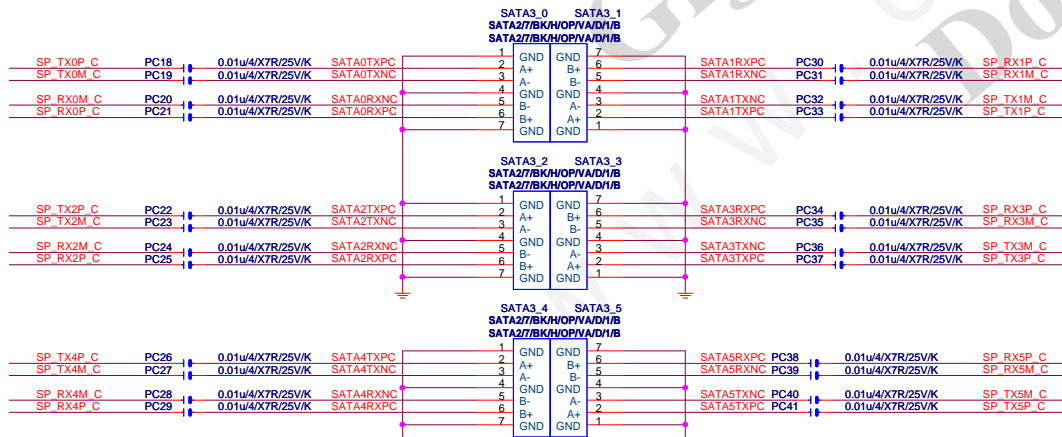 SATA3_0 SATA3_1
SATA2/7/BK/H/OP/VA/D/1/B
SATA2/7/BK/H/OP/VA/D/1/B
1 GND GND 7
SP_TX0P_C PC18 0.01u/4/X7R/25V/K SATA0TXPC 2 A+ B+ 6 SATA1RXPC PC30 0.01u/4/X7R/25V/K SP_RX1P_C
SP_TX0M_C PC19 0.01u/4/X7R/25V/K SATA0TXNC 3 A- B- 5 SATA1RXNC PC31 0.01u/4/X7R/25V/K SP_RX1M_C
4 GND GND 4
SP_RX0M_C PC20 0.01u/4/X7R/25V/K SATA0RXNC 5 B- A- 3 SATA1TXNC PC32 0.01u/4/X7R/25V/K SP_TX1M_C
SP_RX0P_C PC21 0.01u/4/X7R/25V/K SATA0RXPC 6 B+ A+ 2 SATA1TXPC PC33 0.01u/4/X7R/25V/K SP_TX1P_C
7 GND GND 1
SATA3_2 SATA3_3
SATA2/7/BK/H/OP/VA/D/1/B
SATA2/7/BK/H/OP/VA/D/1/B
1 GND GND 7
SP_TX2P_C PC22 0.01u/4/X7R/25V/K SATA2TXPC 2 A+ B+ 6 SATA3RXPC PC34 0.01u/4/X7R/25V/K SP_RX3P_C
SP_TX2M_C PC23 0.01u/4/X7R/25V/K SATA2TXNC 3 A- B- 5 SATA3RXNC PC35 0.01u/4/X7R/25V/K SP_RX3M_C
4 GND GND 4
SP_RX2M_C PC24 0.01u/4/X7R/25V/K SATA2RXNC 5 B- A- 3 SATA3TXNC PC36 0.01u/4/X7R/25V/K SP_TX3M_C
SP_RX2P_C PC25 0.01u/4/X7R/25V/K SATA2RXPC 6 B+ A+ 2 SATA3TXPC PC37 0.01u/4/X7R/25V/K SP_TX3P_C
7 GND GND 1
SATA3_4 SATA3_5
SATA2/7/BK/H/OP/VA/D/1/B
SATA2/7/BK/H/OP/VA/D/1/B
1 GND GND 7
SP_TX4P_C PC26 0.01u/4/X7R/25V/K SATA4TXPC 2 A+ B+ 6 SATA5RXPC PC38 0.01u/4/X7R/25V/K SP_RX5P_C
SP_TX4M_C PC27 0.01u/4/X7R/25V/K SATA4TXNC 3 A- B- 5 SATA5RXNC PC39 0.01u/4/X7R/25V/K SP_RX5M_C
4 GND GND 4
SP_RX4M_C PC28 0.01u/4/X7R/25V/K SATA4RXNC 5 B- A- 3 SATA5TXNC PC40 0.01u/4/X7R/25V/K SP_TX5M_C
SP_RX4P_C PC29 0.01u/4/X7R/25V/K SATA4RXPC 6 B+ A+ 2 SATA5TXPC PC41 0.01u/4/X7R/25V/K SP_TX5P_C
7 GND GND 1